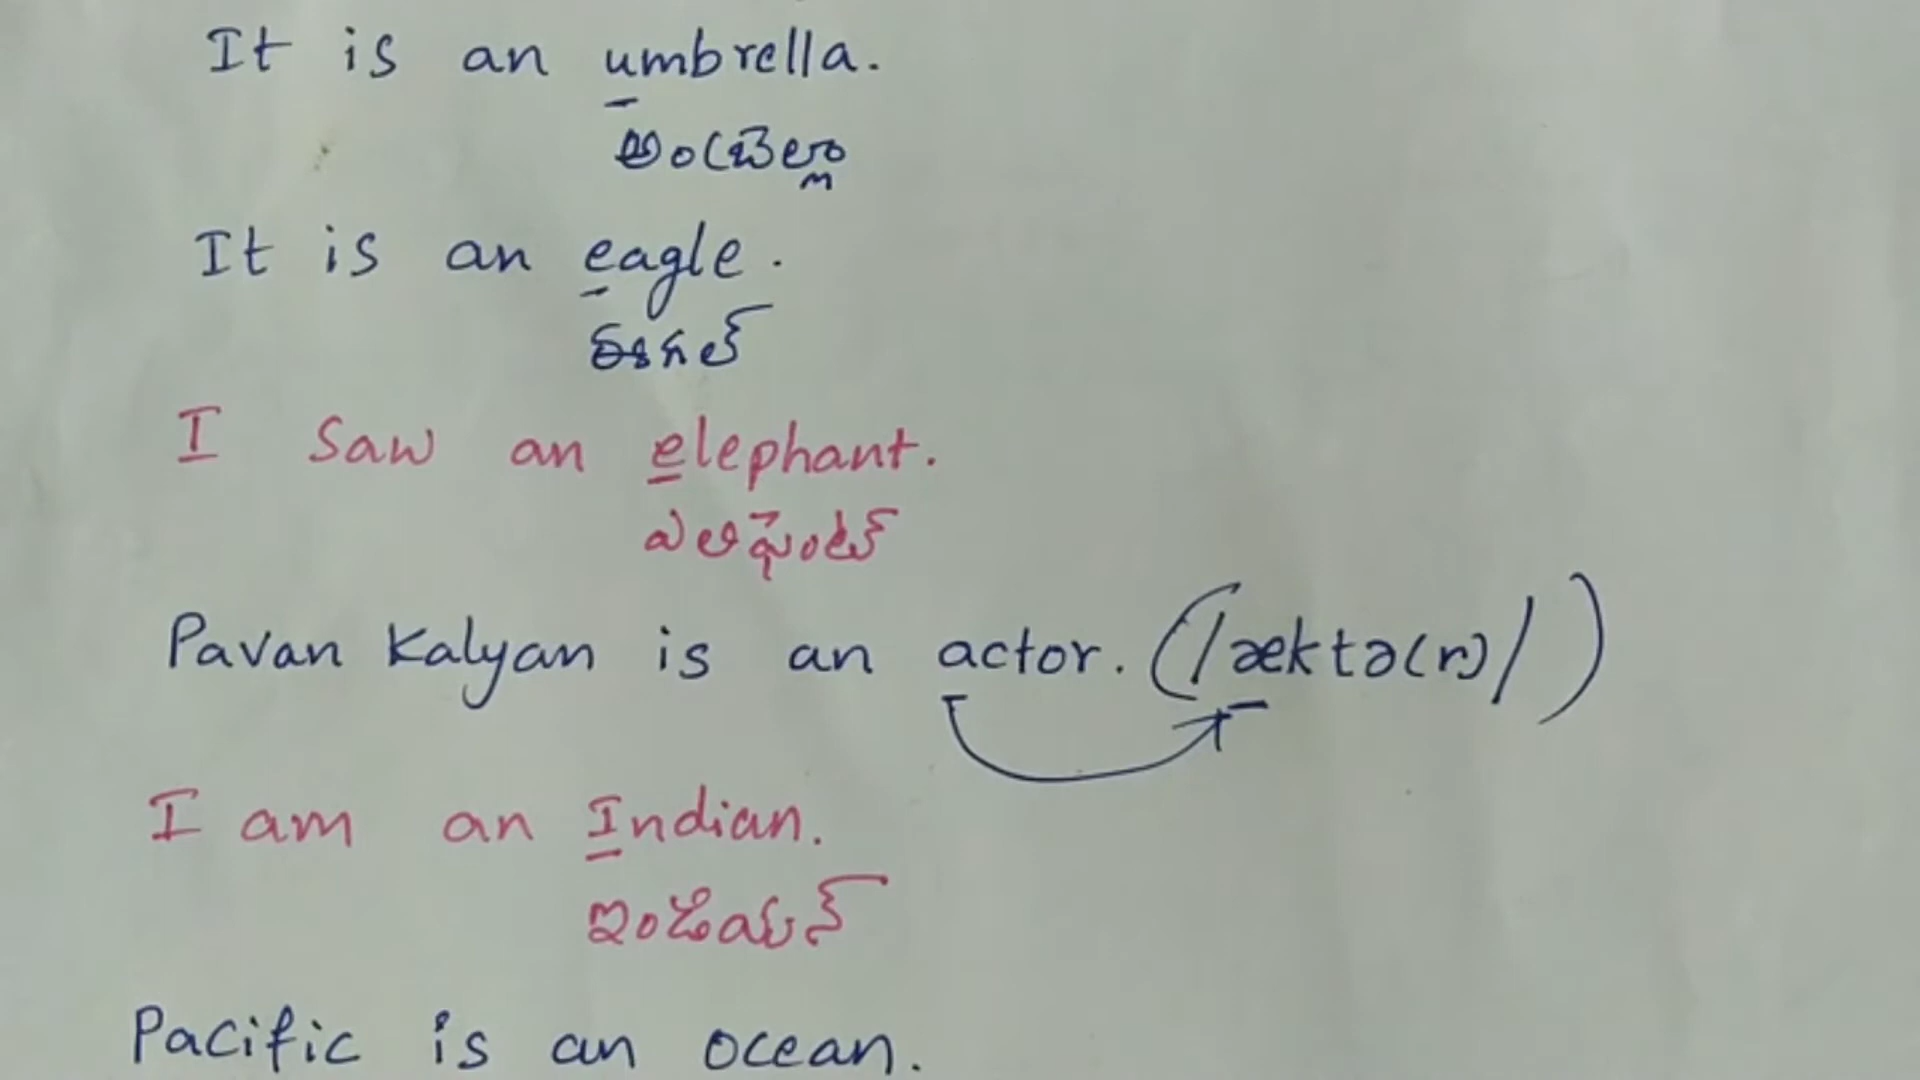 It is an umbrella.
అంబ్రెల్లా
It is an eagle.
ఈగల్
I saw an elephant.
ఎలిఫెంట్
Pavan Kalyan is an actor. (/æktə(r)/)
I am an Indian.
ఇండియన్
Pacific is an ocean.